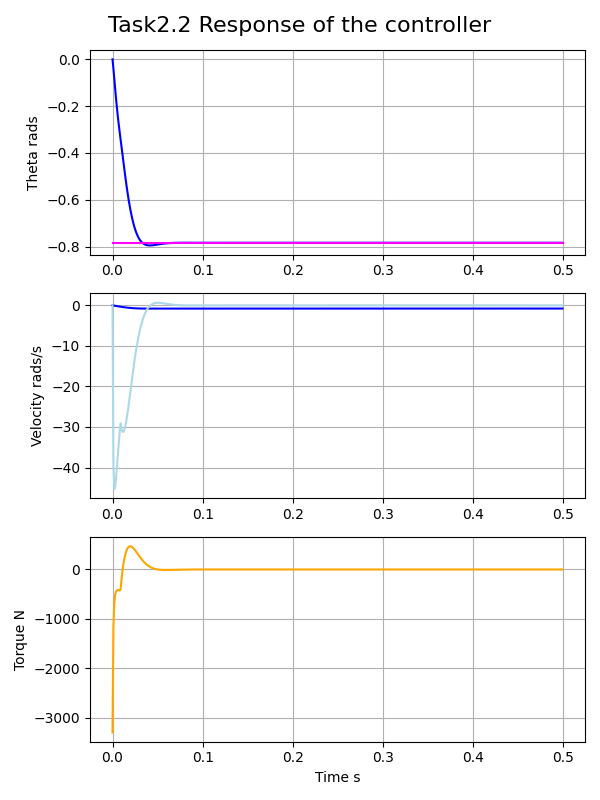 Task2.2 Response of the controller
0.0
−0.2
−0.4
−0.6
−0.8
Theta rads
0.0 0.1 0.2 0.3 0.4 0.5
0
−10
−20
−30
−40
Velocity rads/s
0.0 0.1 0.2 0.3 0.4 0.5
0
−1000
−2000
−3000
Torque N
0.0 0.1 0.2 0.3 0.4 0.5
Time s